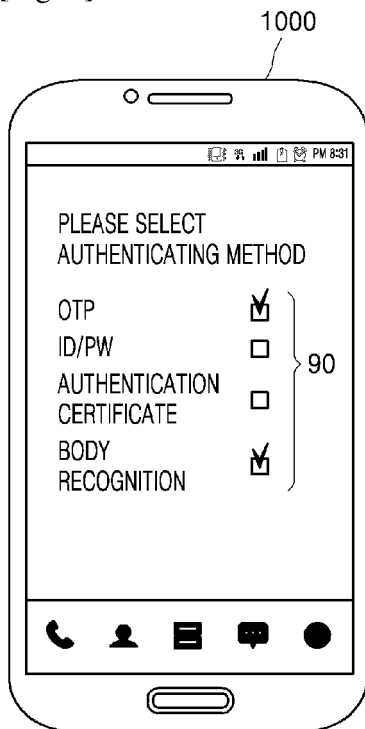 1000
PM 8:31
PLEASE SELECT
AUTHENTICATING METHOD
OTP
ID/PW
AUTHENTICATION
CERTIFICATE
BODY
RECOGNITION
90